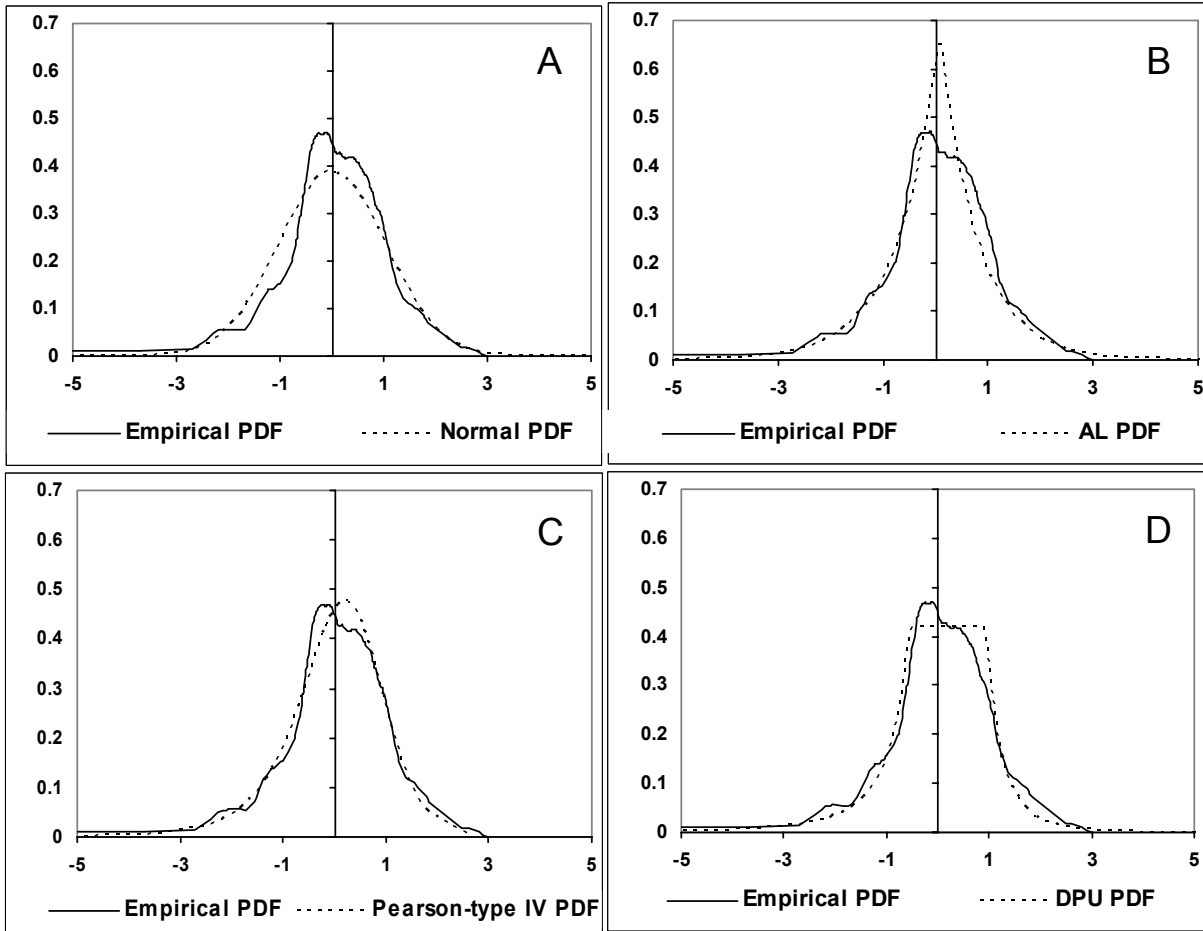 A
0.7
0.6
0.5
0.4
0.3
0.2
0.1
0
-5 -3 -1 1 3 5
Empirical PDF Normal PDF
B
0.7
0.6
0.5
0.4
0.3
0.2
0.1
0
-5 -3 -1 1 3 5
Empirical PDF AL PDF
C
0.7
0.6
0.5
0.4
0.3
0.2
0.1
0
-5 -3 -1 1 3 5
Empirical PDF Pearson-type IV PDF
D
0.7
0.6
0.5
0.4
0.3
0.2
0.1
0
-5 -3 -1 1 3 5
Empirical PDF DPU PDF